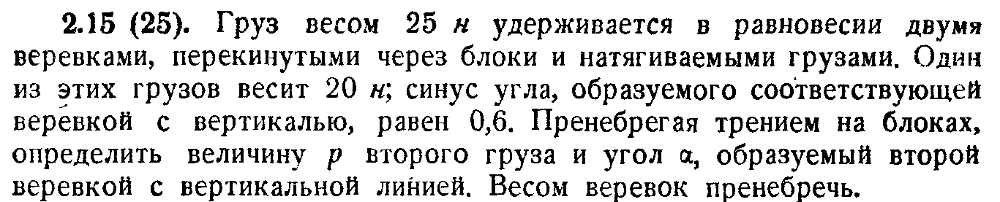 2.15 (25). Груз весом 25 н удерживается в равновесии двумя
веревками, перекинутыми через блоки и натягиваемыми грузами. Один
из этих грузов весит 20 н; синус угла, образуемого соответствующей
веревкой с вертикалью, равен 0,6. Пренебрегая трением на блоках,
определить величину p второго груза и угол α, образуемый второй
веревкой с вертикальной линией. Весом веревок пренебречь.